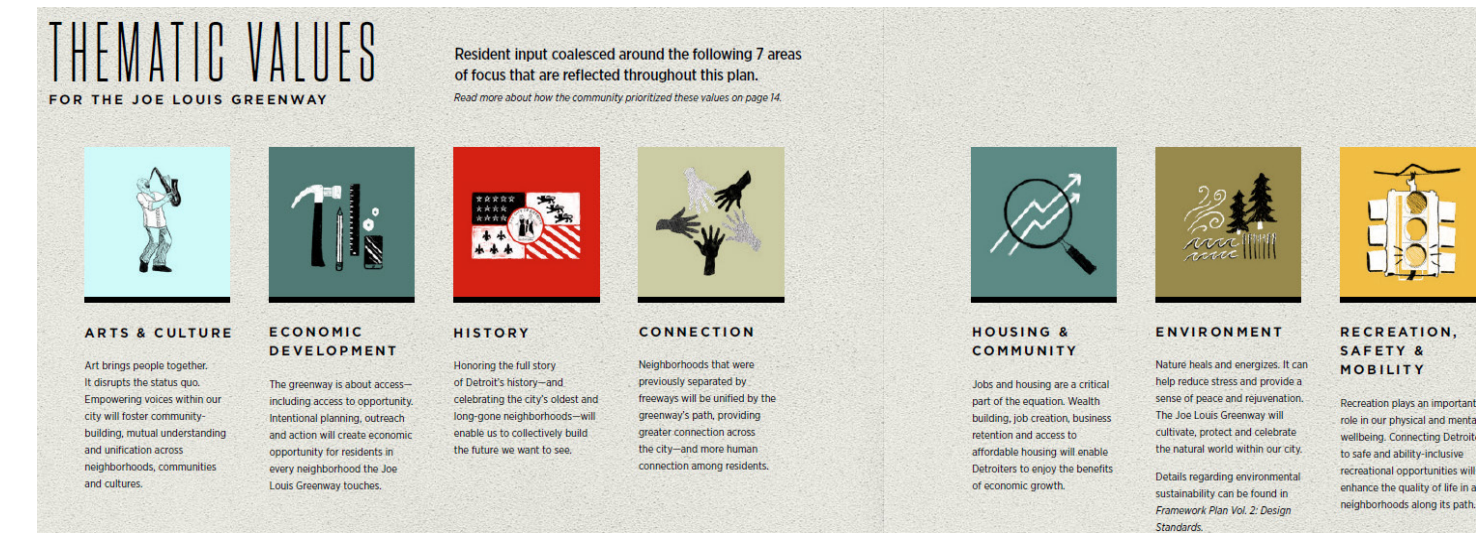 THEMATIC VALUES
FOR THE JOE LOUIS GREENWAY
Resident input coalesced around the following 7 areas
of focus that are reflected throughout this plan.
Read more about how the community prioritized these values on page 14.
ARTS & CULTURE
Art brings people together.
It disrupts the status quo.
Empowering voices within our
city will foster community-
building, mutual understanding
and unification across
neighborhoods, communities
and cultures.
ECONOMIC
DEVELOPMENT
The greenway is about access—
including access to opportunity.
Intentional planning, outreach
and action will create economic
opportunity for residents in
every neighborhood the Joe
Louis Greenway touches.
HISTORY
Honoring the full story
of Detroit's history—and
celebrating the city's oldest and
long-gone neighborhoods—will
enable us to collectively build
the future we want to see.
CONNECTION
Neighborhoods that were
previously separated by
freeways will be unified by the
greenway's path, providing
greater connection across
the city—and more human
connection among residents.
HOUSING &
COMMUNITY
Jobs and housing are a critical
part of the equation. Wealth
building, job creation, business
retention and access to
affordable housing will enable
Detroiters to enjoy the benefits
of economic growth.
ENVIRONMENT
Nature heals and energizes. It can
help reduce stress and provide a
sense of peace and rejuvenation.
The Joe Louis Greenway will
cultivate, protect and celebrate
the natural world within our city.
Details regarding environmental
sustainability can be found in
Framework Plan Vol. 2: Design
Standards.
RECREATION,
SAFETY &
MOBILITY
Recreation plays an important
role in our physical and
wellbeing. Connecting
to safe and ability-inclusive
recreational opportunities will
enhance the quality of life in
neighborhoods along its path.